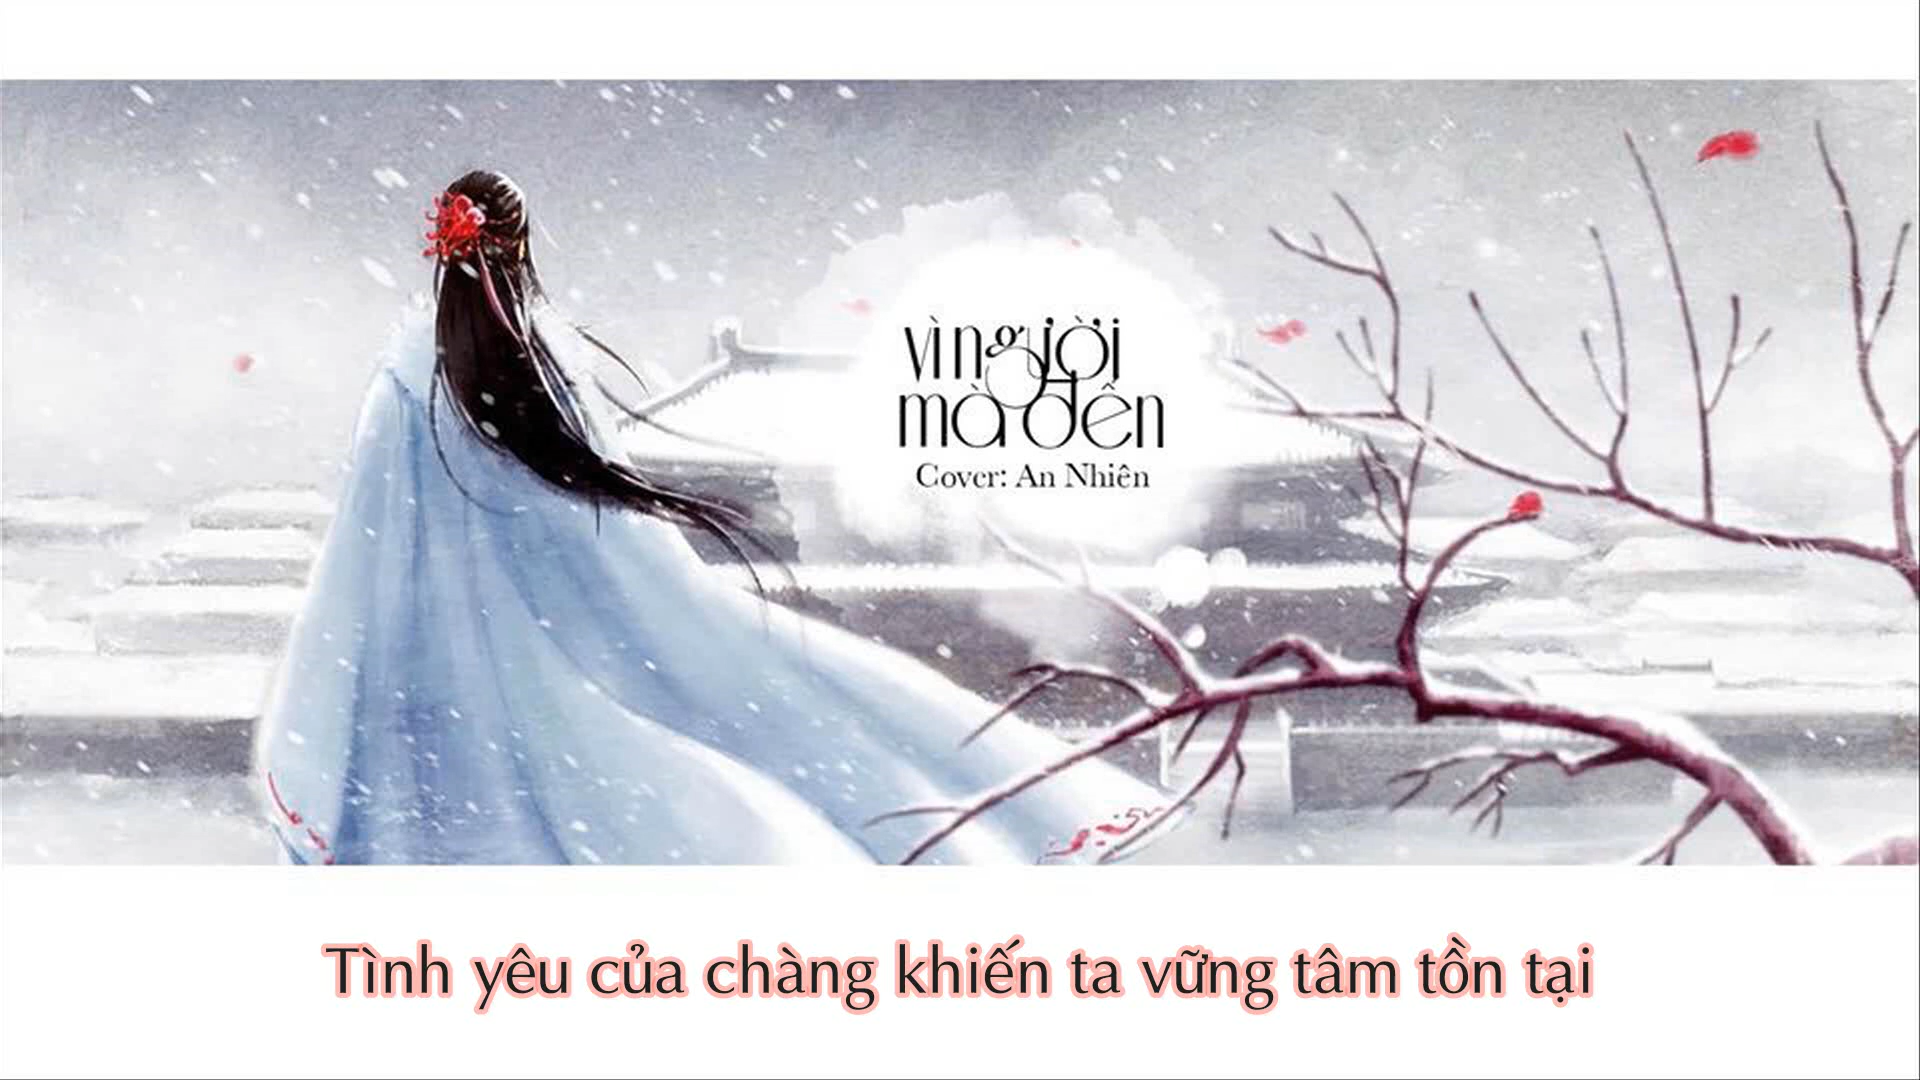 vì người
mà đến
Cover: An Nhiên
Tình yêu của chàng khiến ta vững tâm tồn tại